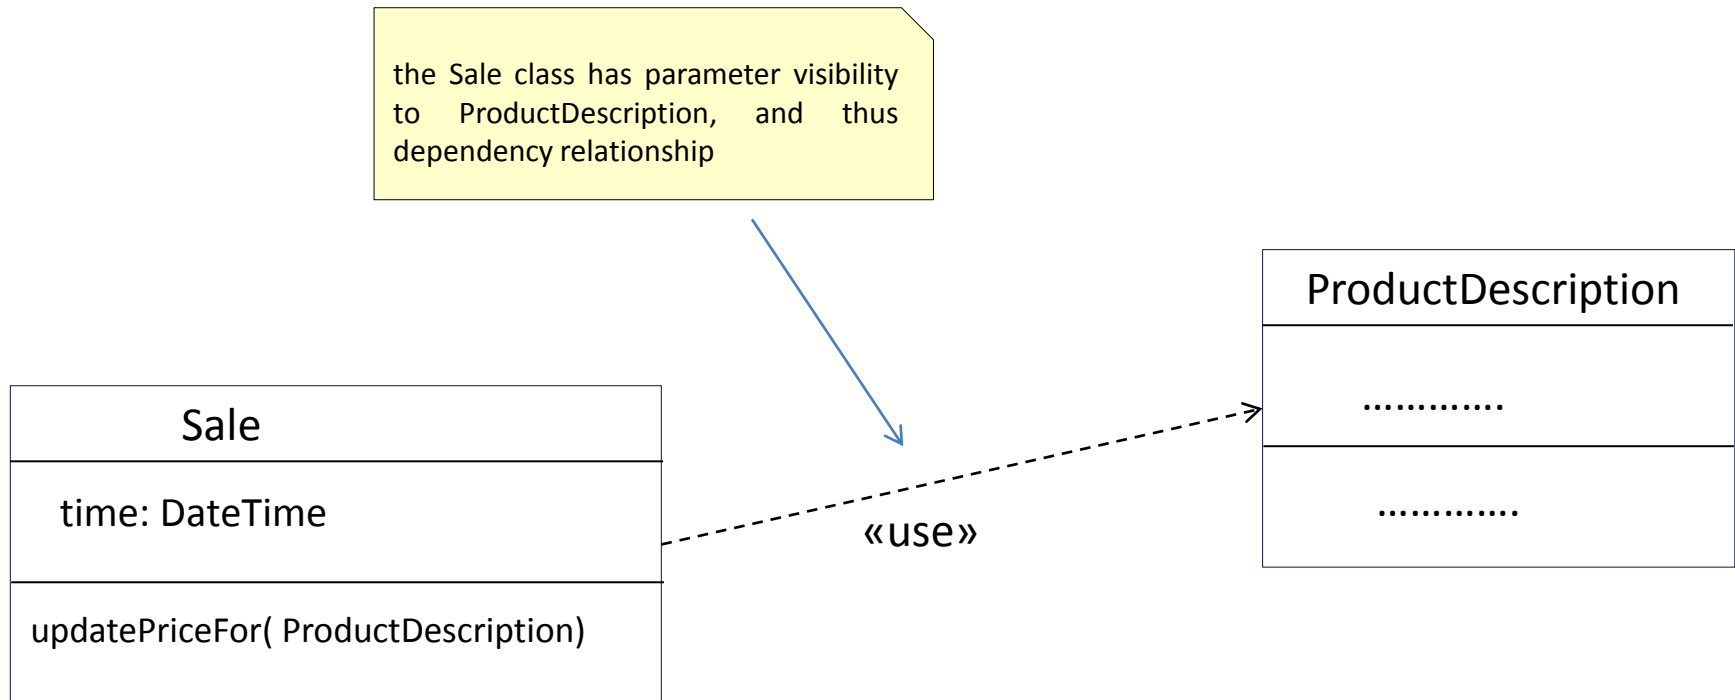 the Sale class has parameter visibility
to ProductDescription, and thus
dependency relationship
ProductDescription
………….
………….
Sale
time: DateTime
updatePriceFor( ProductDescription)
«use»